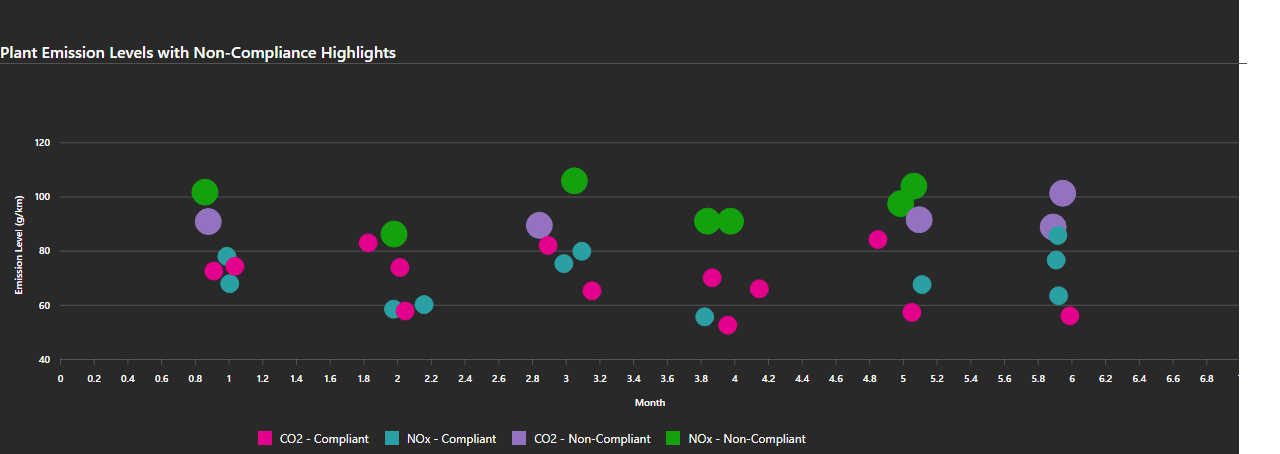 Plant Emission Levels with Non-Compliance Highlights
120
100
80
60
40
Emission Level (g/km)
0 0.2 0.4 0.6 0.8 1 1.2 1.4 1.6 1.8 2 2.2 2.4 2.6 2.8 3 3.2 3.4 3.6 3.8 4 4.2 4.4 4.6 4.8 5 5.2 5.4 5.6 5.8 6 6.2 6.4 6.6 6.8
Month
CO2 - Compliant NOx - Compliant CO2 - Non-Compliant NOx - Non-Compliant